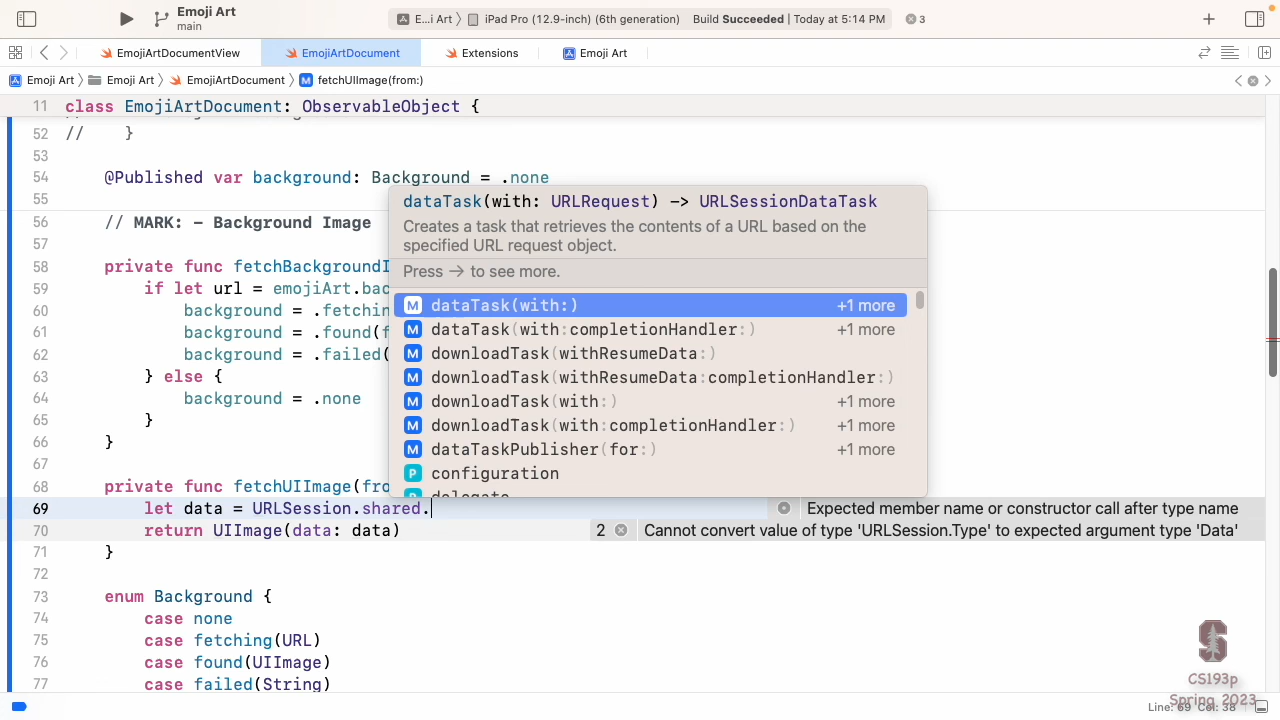 Emoji Art
main
E...i Art 〉 iPad Pro (12.9-inch) (6th generation) Build Succeeded | Today at 5:14 PM 3
EmojiArtDocumentView EmojiArtDocument Extensions Emoji Art
Emoji Art 〉 Emoji Art 〉 EmojiArtDocument 〉 M fetchUIImage(from:)
11 class EmojiArtDocument: ObservableObject {
52 // }
53
54 @Published var background: Background = .none
55
56 // MARK: - Background Image
57
58 private func fetchBackgroundI
59 if let url = emojiArt.bac
60 background = .fetchin
61 background = .found(f
62 background = .failed(
63 } else {
64 background = .none
65 }
66 }
67
68 private func fetchUIImage(fro
69 let data = URLSession.shared. Expected member name or constructor call after type name
70 return UIImage(data: data) 2 Cannot convert value of type 'URLSession.Type' to expected argument type 'Data'
71 }
72
73 enum Background {
74 case none
75 case fetching(URL)
76 case found(UIImage)
77 case failed(String)
dataTask(with: URLRequest) -> URLSessionDataTask
Creates a task that retrieves the contents of a URL based on the
specified URL request object.
Press → to see more.
M dataTask(with:) +1 more
M dataTask(with:completionHandler:) +1 more
M downloadTask(withResumeData:)
M downloadTask(withResumeData:completionHandler:)
M downloadTask(with:) +1 more
M downloadTask(with:completionHandler:) +1 more
M dataTaskPublisher(for:) +1 more
P configuration
P delegate
S
CS193p
Spring 2023
Line: 69 Col: 38